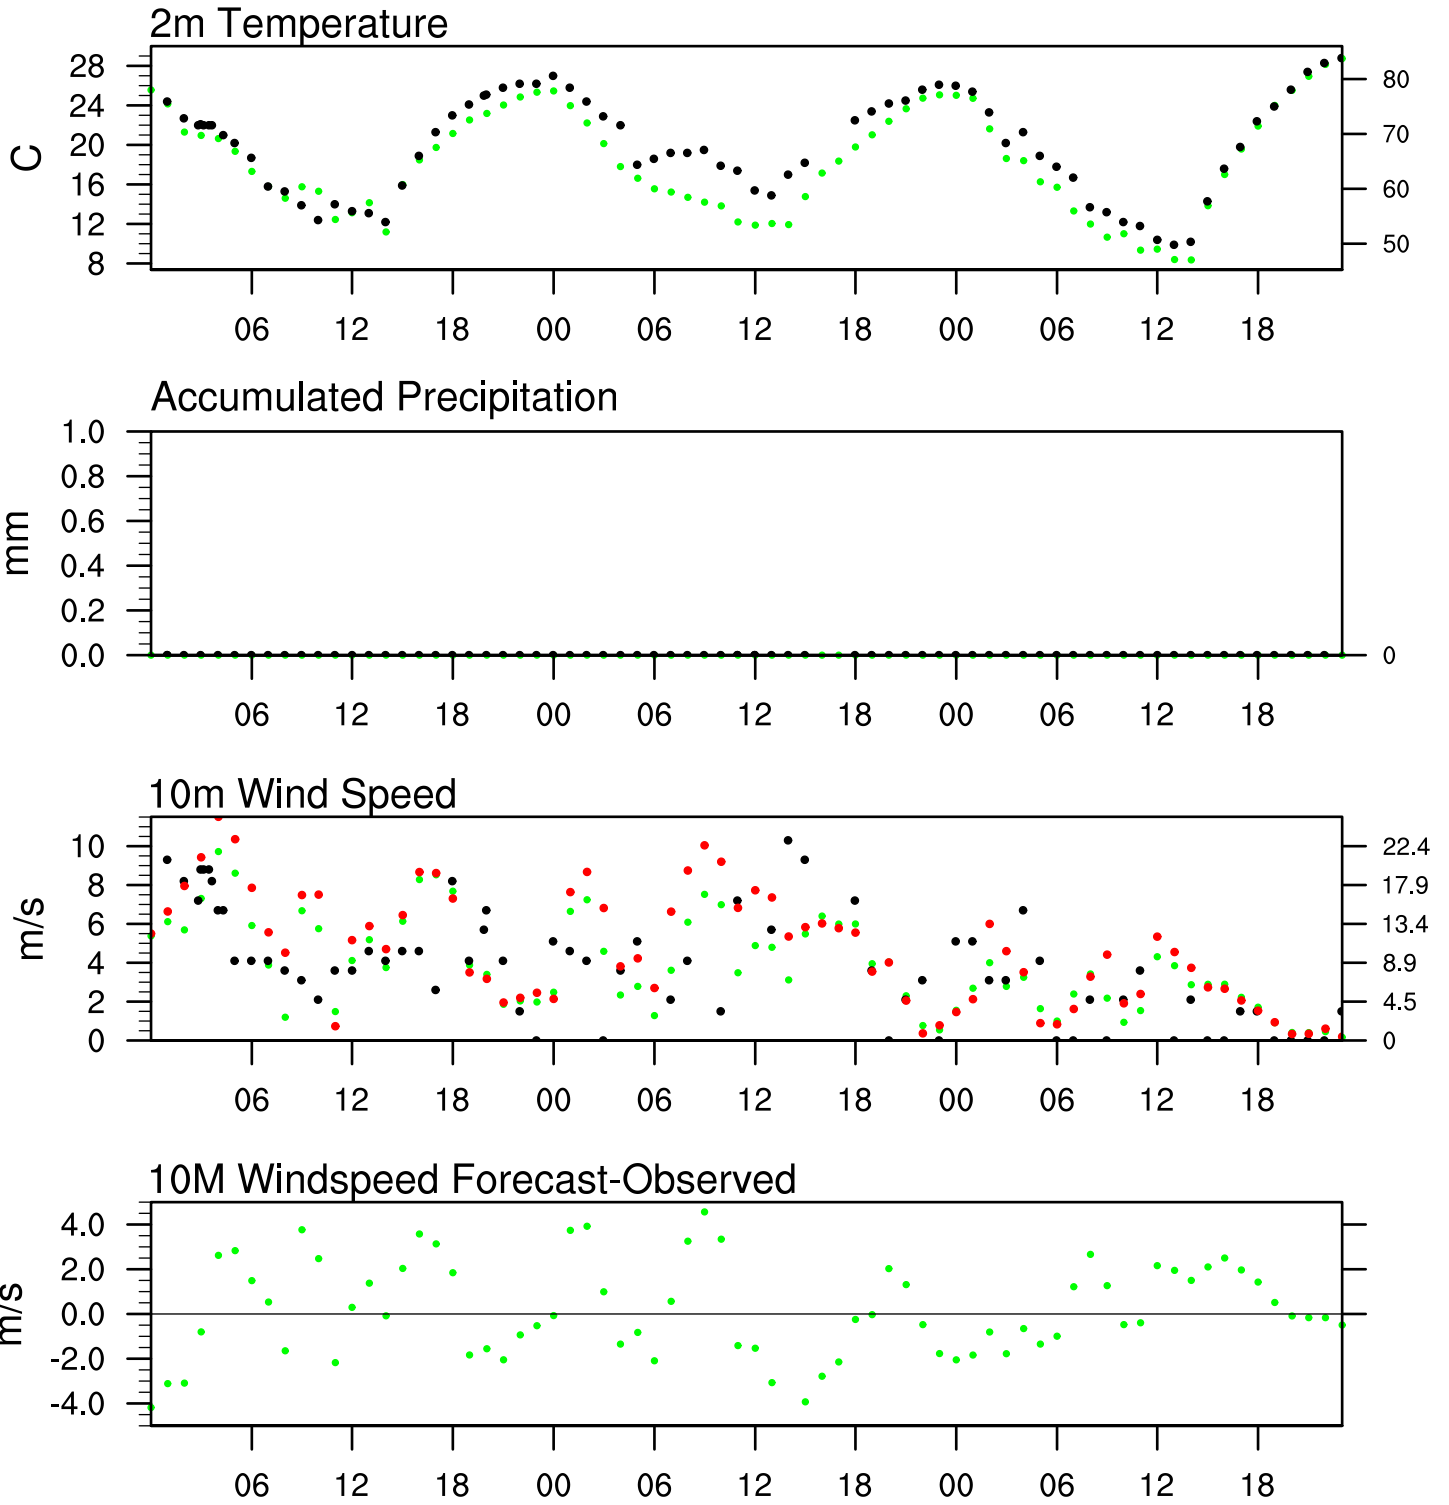 2m Temperature
28
24
20
16
12
8
C
80
70
60
50
06 12 18 00 06 12 18 00 06 12 18
Accumulated Precipitation
1.0
0.8
0.6
0.4
0.2
0.0
mm
0
06 12 18 00 06 12 18 00 06 12 18
10m Wind Speed
10
8
6
4
2
0
m/s
22.4
17.9
13.4
8.9
4.5
0
06 12 18 00 06 12 18 00 06 12 18
10M Windspeed Forecast-Observed
4.0
2.0
0.0
-2.0
-4.0
m/s
06 12 18 00 06 12 18 00 06 12 18